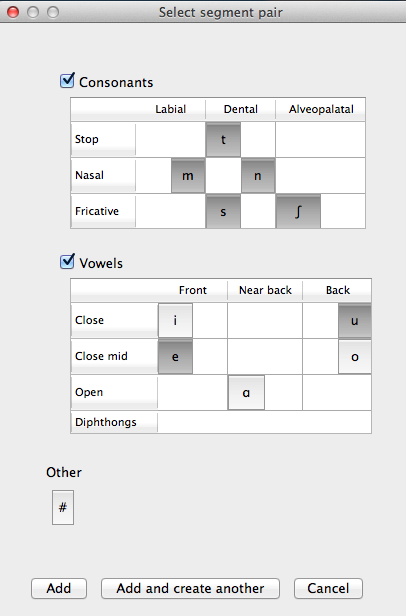 Select segment pair
Consonants
Labial Dental Alveopalatal
Stop t
Nasal m n
Fricative s ʃ
Vowels
Front Near back Back
Close i u
Close mid e o
Open ɑ
Diphthongs
Other
#
Add Add and create another Cancel